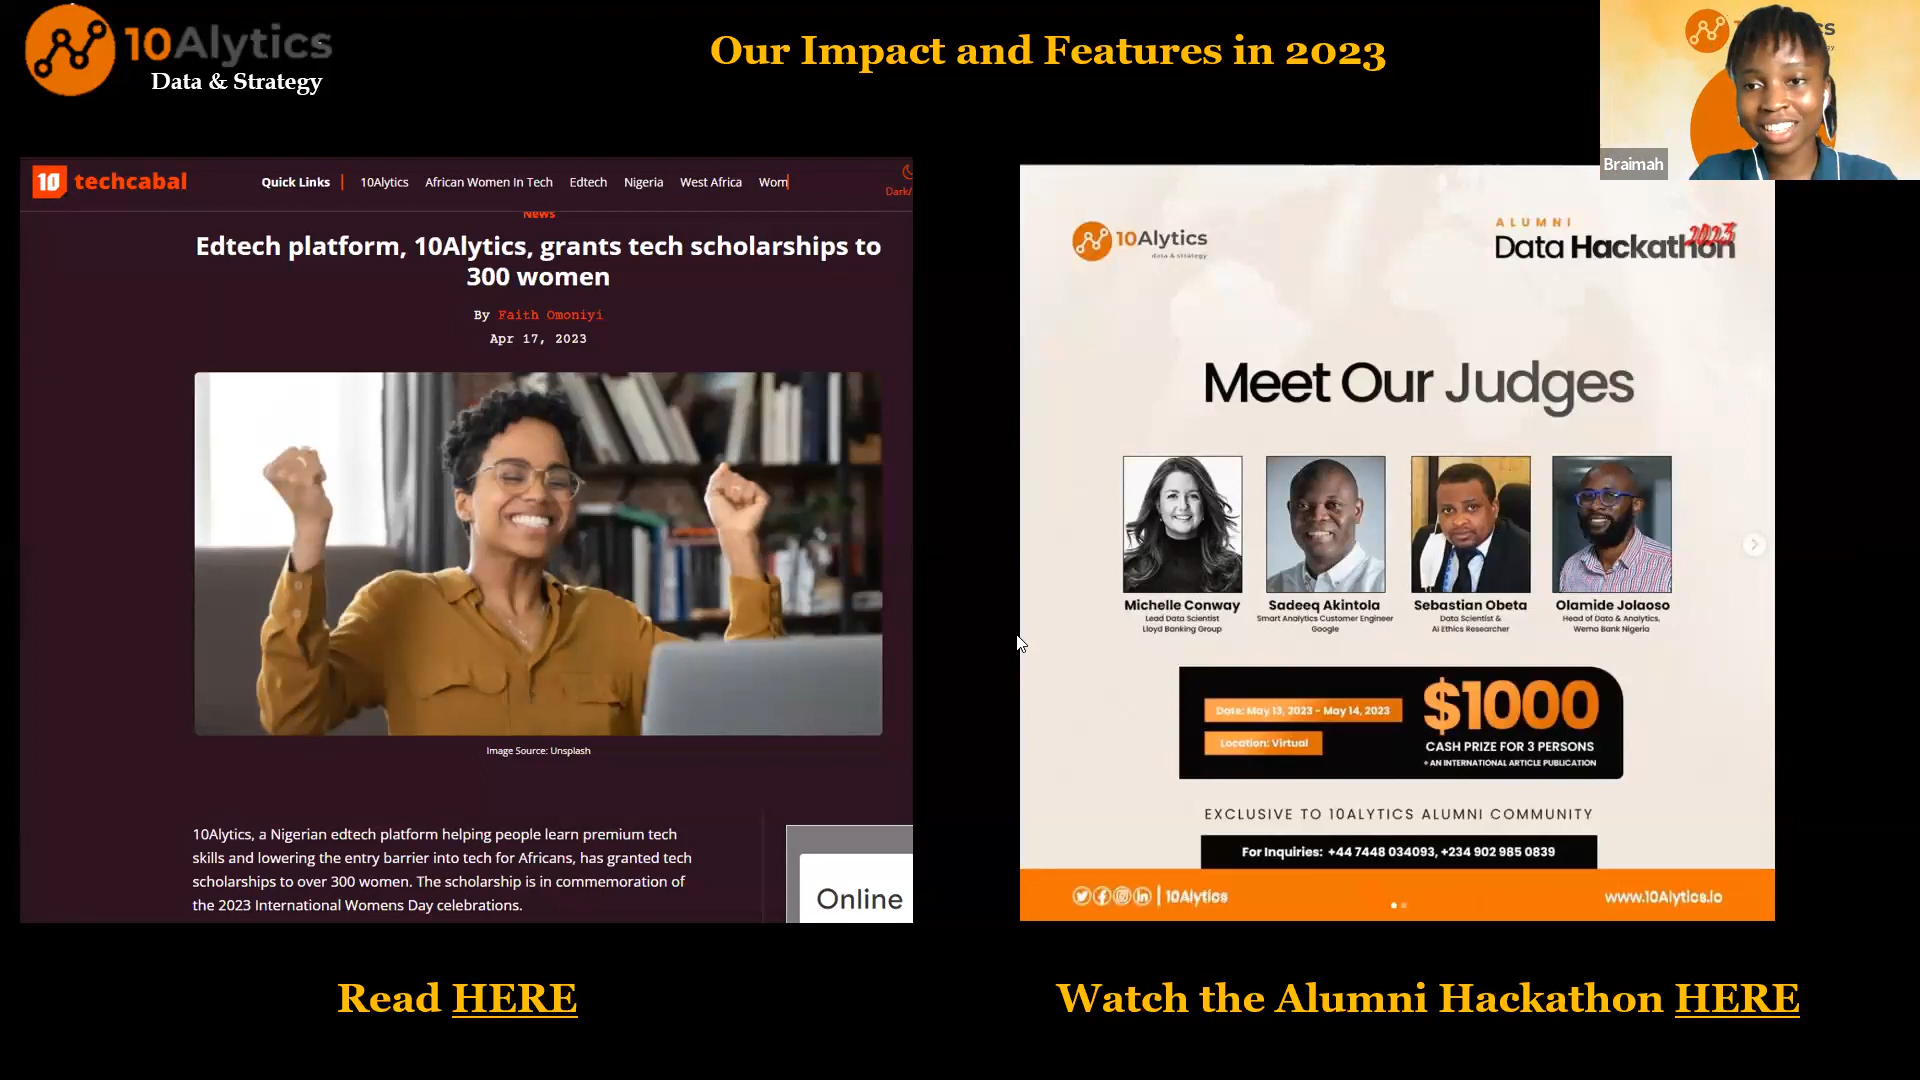 10Alytics
Data & Strategy
Our Impact and Features in 2023
Braimah
10 techcabal
Quick Links | 10Alytics African Women In Tech Edtech Nigeria West Africa Wom
Dark/
News
Edtech platform, 10Alytics, grants tech scholarships to
300 women
By Faith Omoniyi
Apr 17, 2023
Image Source: Unsplash
10Alytics, a Nigerian edtech platform helping people learn premium tech
skills and lowering the entry barrier into tech for Africans, has granted tech
scholarships to over 300 women. The scholarship is in commemoration of
the 2023 International Womens Day celebrations.
Online
Read HERE
10Alytics
data & strategy
ALUMNI
Data Hackathon
2023
Meet Our Judges
Michelle Conway
Lead Data Scientist
Lloyd Banking Group
Sadeeq Akintola
Smart Analytics Customer Engineer
Google
Sebastian Obeta
Data Scientist &
Ai Ethics Researcher
Olamide Jolaoso
Head of Data & Analytics,
Wema Bank Nigeria
Date: May 13, 2023 - May 14, 2023
Location: Virtual
$1000
CASH PRIZE FOR 3 PERSONS
+ AN INTERNATIONAL ARTICLE PUBLICATION
EXCLUSIVE TO 10ALYTICS ALUMNI COMMUNITY
For Inquiries: +44 7448 034093, +234 902 985 0839
| 10Alytics
www.10Alytics.io
Watch the Alumni Hackathon HERE